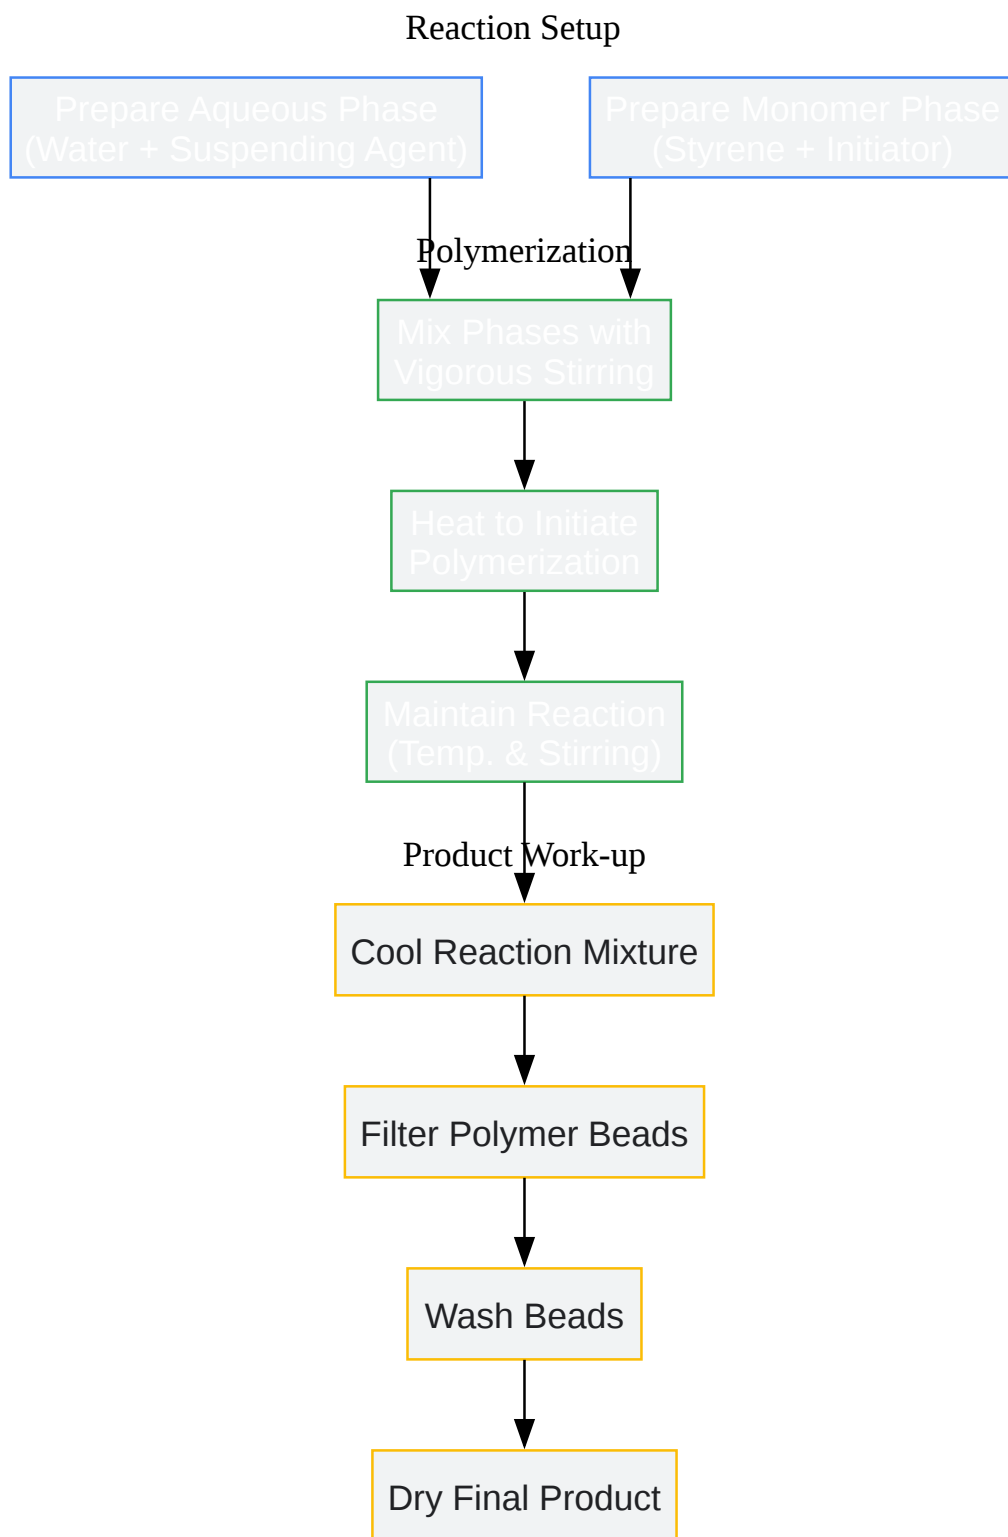 Reaction Setup
Prepare Aqueous Phase
(Water + Suspending Agent)
Prepare Monomer Phase
(Styrene + Initiator)
Polymerization
Mix Phases with
Vigorous Stirring
Heat to Initiate
Polymerization
Maintain Reaction
(Temp. & Stirring)
Product Work-up
Cool Reaction Mixture
Filter Polymer Beads
Wash Beads
Dry Final Product